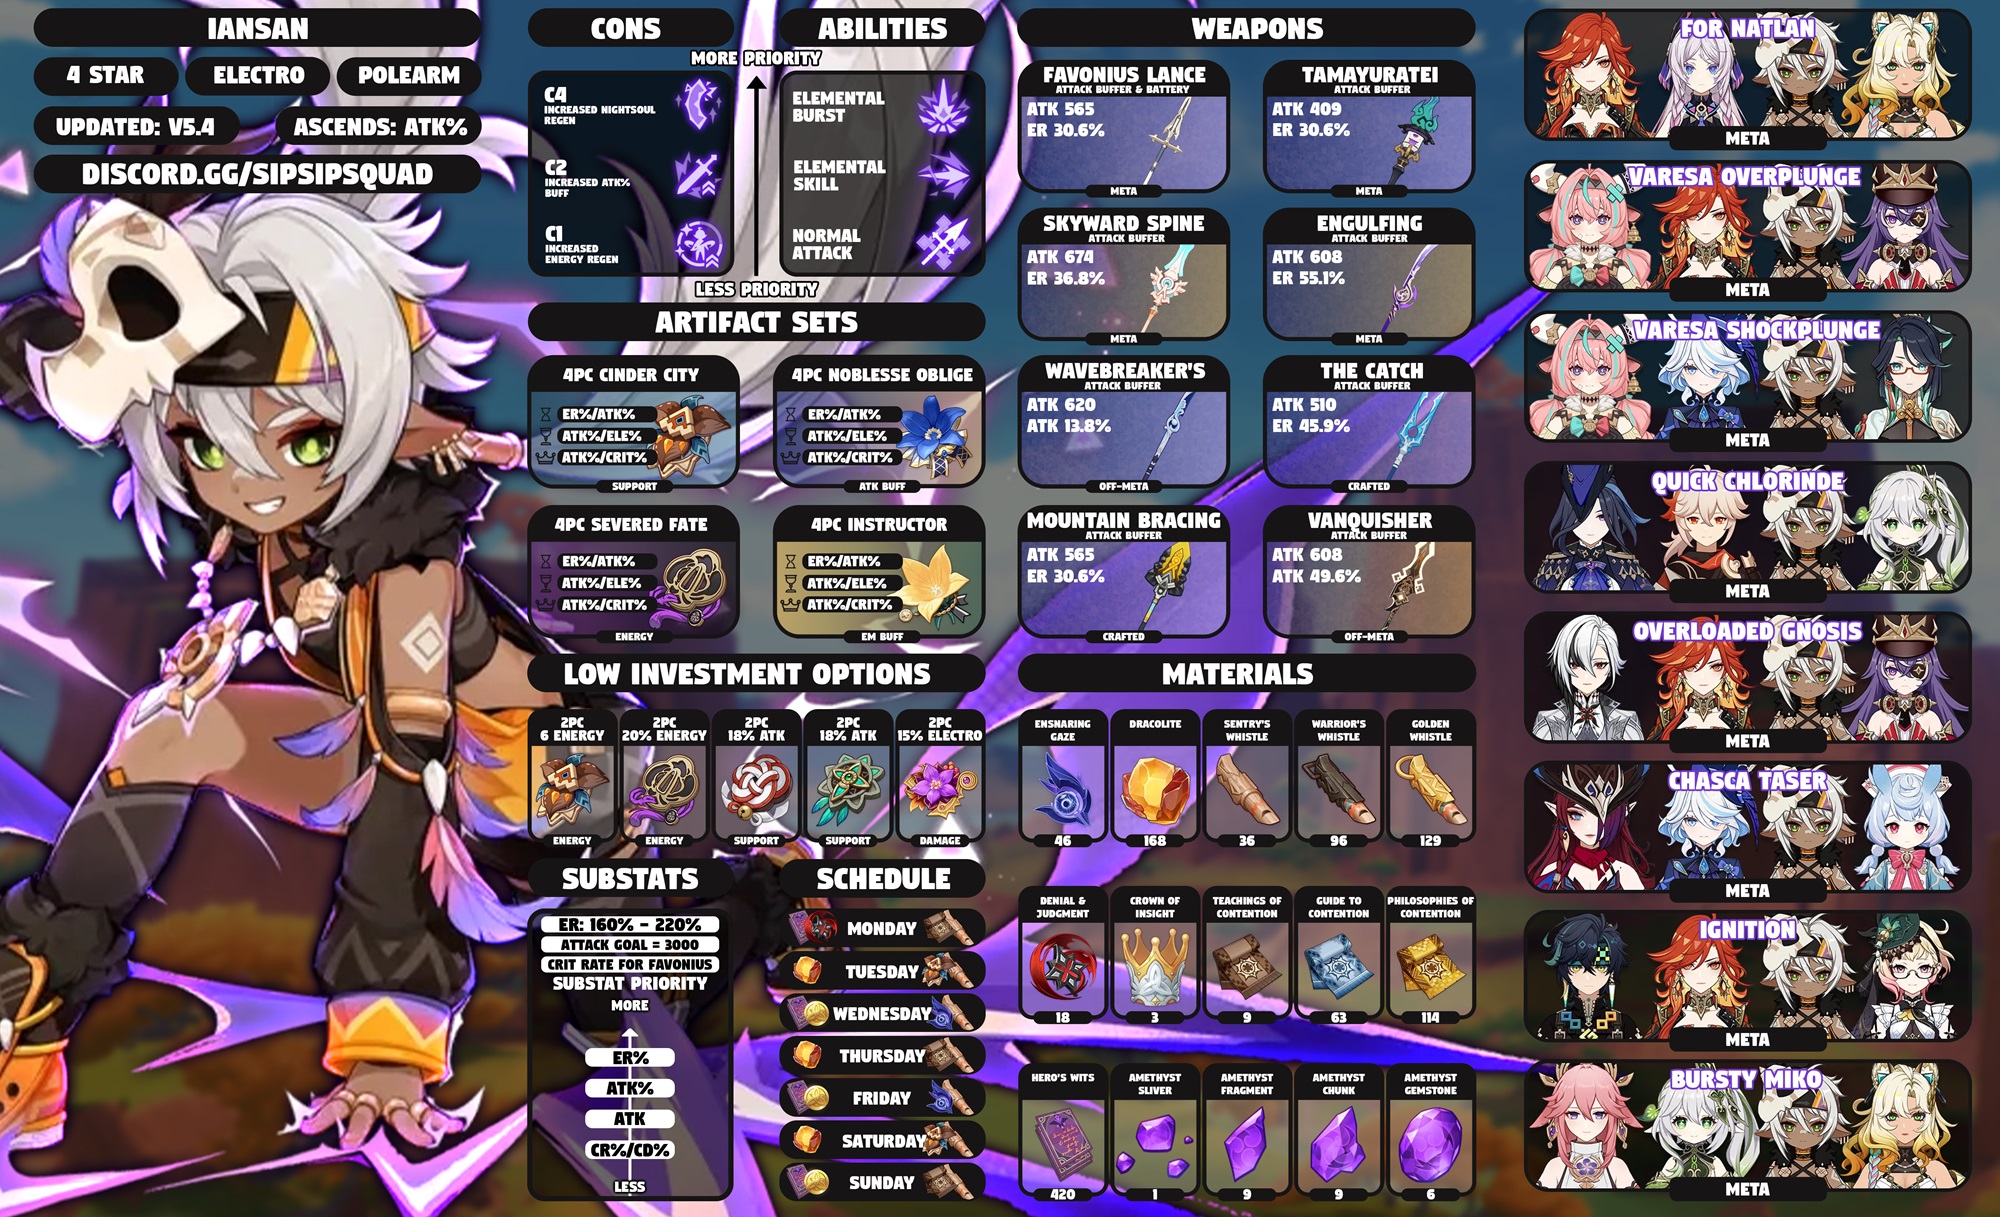 IANSAN
4 STAR
ELECTRO
POLEARM
UPDATED: V5.4
ASCENDS: ATK%
DISCORD.GG/SIPSIPSQUAD
CONS
ABILITIES
MORE PRIORITY
C4
INCREASED NIGHTSOUL
REGEN
C2
INCREASED ATK%
BUFF
C1
INCREASED
ENERGY REGEN
ELEMENTAL
BURST
ELEMENTAL
SKILL
NORMAL
ATTACK
LESS PRIORITY
ARTIFACT SETS
4PC CINDER CITY
ER%/ATK%
ATK%/ELE%
ATK%/CRIT%
SUPPORT
4PC NOBLESSE OBLIGE
ER%/ATK%
ATK%/ELE%
ATK%/CRIT%
ATK BUFF
4PC SEVERED FATE
ER%/ATK%
ATK%/ELE%
ATK%/CRIT%
ENERGY
4PC INSTRUCTOR
ER%/ATK%
ATK%/ELE%
ATK%/CRIT%
EM BUFF
LOW INVESTMENT OPTIONS
2PC
6 ENERGY
ENERGY
2PC
20% ENERGY
ENERGY
2PC
18% ATK
SUPPORT
2PC
18% ATK
SUPPORT
2PC
15% ELECTRO
DAMAGE
SUBSTATS
ER: 160% - 220%
ATTACK GOAL = 3000
CRIT RATE FOR FAVONIUS
SUBSTAT PRIORITY
MORE
ER%
ATK%
ATK
CR%/CD%
LESS
SCHEDULE
MONDAY
TUESDAY
WEDNESDAY
THURSDAY
FRIDAY
SATURDAY
SUNDAY
WEAPONS
FAVONIUS LANCE
ATTACK BUFFER & BATTERY
ATK 565
ER 30.6%
META
TAMAYURATEI
ATTACK BUFFER
ATK 409
ER 30.6%
META
SKYWARD SPINE
ATTACK BUFFER
ATK 674
ER 36.8%
META
ENGULFING
ATTACK BUFFER
ATK 608
ER 55.1%
META
WAVEBREAKER'S
ATTACK BUFFER
ATK 620
ATK 13.8%
OFF-META
THE CATCH
ATTACK BUFFER
ATK 510
ER 45.9%
CRAFTED
MOUNTAIN BRACING
ATTACK BUFFER
ATK 565
ER 30.6%
CRAFTED
VANQUISHER
ATTACK BUFFER
ATK 608
ATK 49.6%
OFF-META
MATERIALS
ENSNARING
GAZE
46
DRACOLITE
168
SENTRY'S
WHISTLE
36
WARRIOR'S
WHISTLE
96
GOLDEN
WHISTLE
129
DENIAL &
JUDGMENT
18
CROWN OF
INSIGHT
3
TEACHINGS OF
CONTENTION
9
GUIDE TO
CONTENTION
63
PHILOSOPHIES OF
CONTENTION
114
HERO'S WITS
420
AMETHYST
SLIVER
1
AMETHYST
FRAGMENT
9
AMETHYST
CHUNK
9
AMETHYST
GEMSTONE
6
FOR NATLAN
META
VARESA OVERPLUNGE
META
VARESA SHOCKPLUNGE
META
QUICK CHLORINDE
META
OVERLOADED GNOSIS
META
CHASCA TASER
META
IGNITION
META
BURSTY MIKO
META